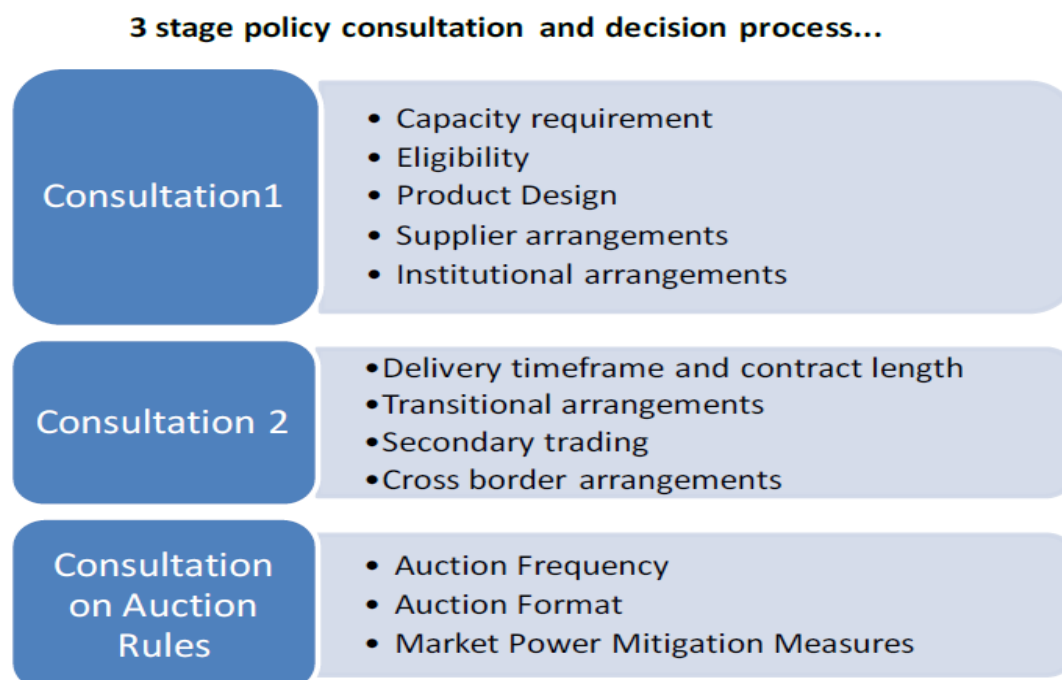 3 stage policy consultation and decision process...
Consultation1
• Capacity requirement
• Eligibility
• Product Design
• Supplier arrangements
• Institutional arrangements
Consultation 2
•Delivery timeframe and contract length
•Transitional arrangements
•Secondary trading
•Cross border arrangements
Consultation
on Auction
Rules
• Auction Frequency
• Auction Format
• Market Power Mitigation Measures